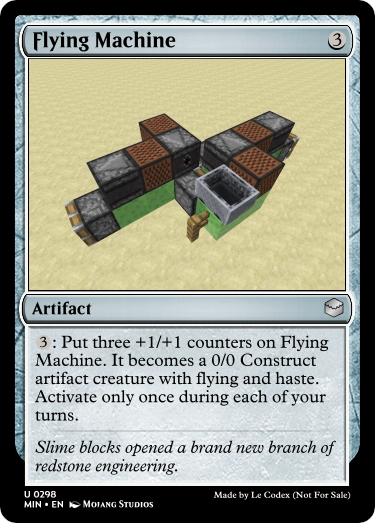 Flying Machine 3
Artifact
3: Put three +1/+1 counters on Flying
Machine. It becomes a 0/0 Construct
artifact creature with flying and haste.
Activate only once during each of your
turns.
Slime blocks opened a brand new branch of
redstone engineering.
U 0298
MIN • EN Mojang Studios
Made by Le Codex (Not For Sale)